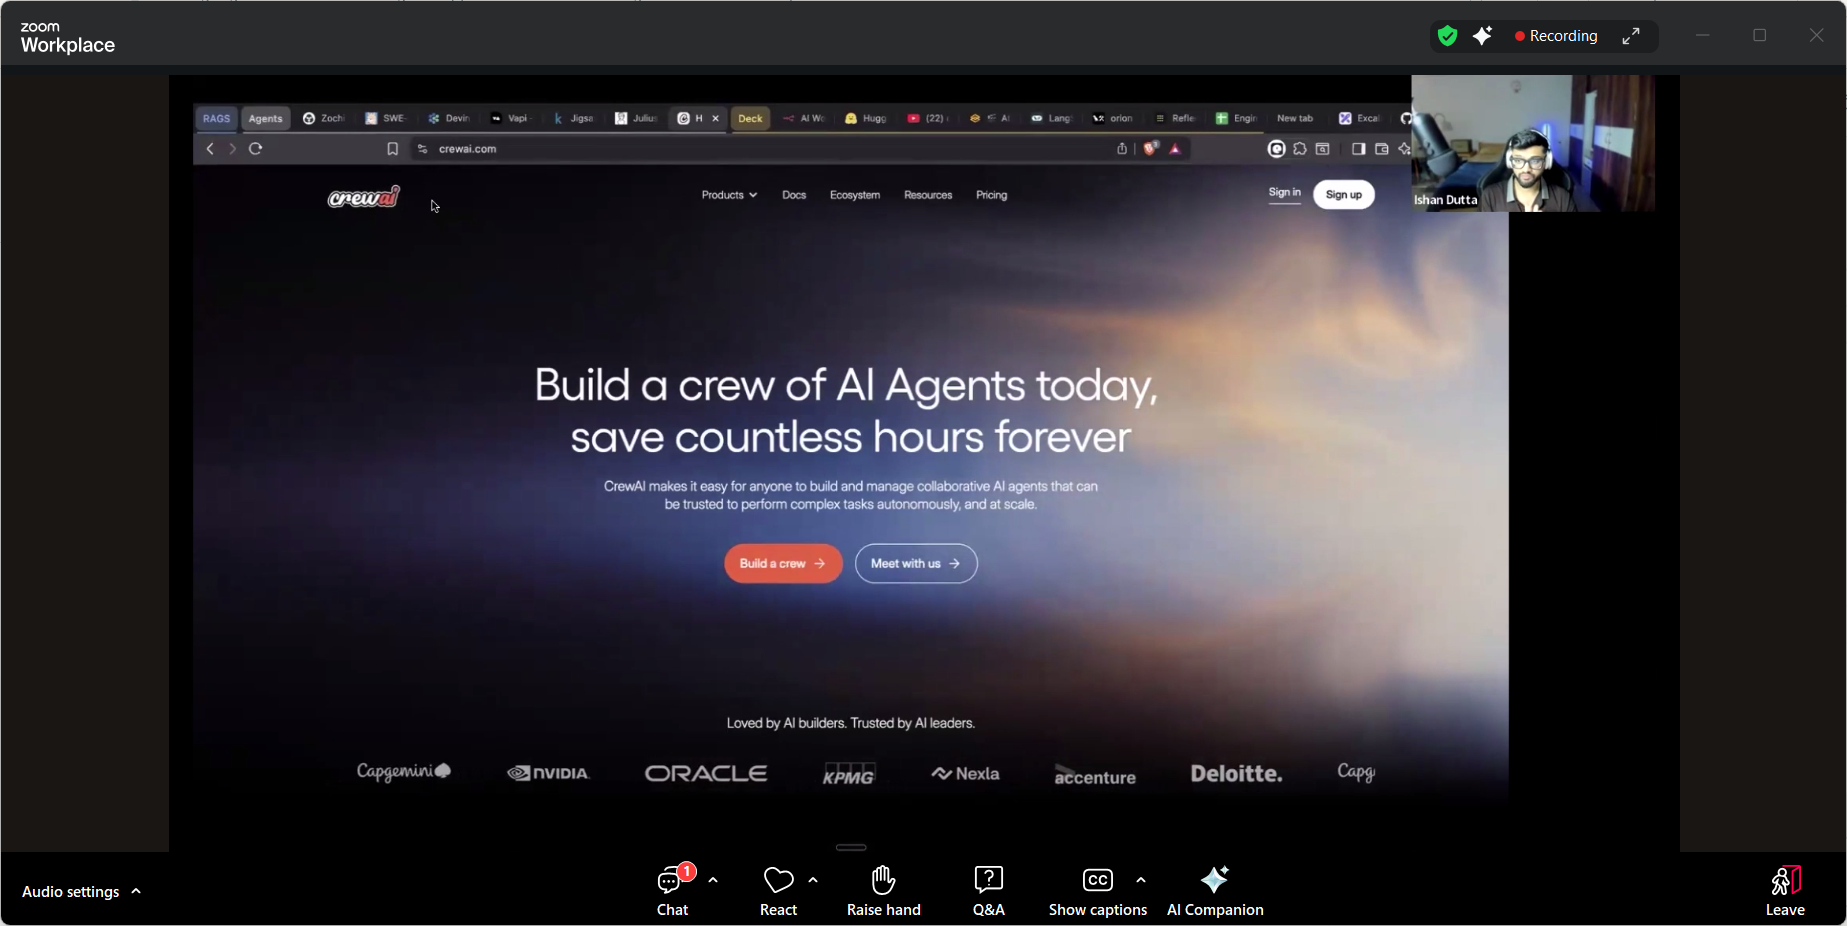 zoom
Workplace
Recording
RAGS Agents Zochi SWE- Devin Vapi - Jigsa Julius H Deck AI Wo Hugg (22) AI Lang orion Refle Engin New tab Excal
crewai.com
crewai
Products Docs Ecosystem Resources Pricing
Sign in Sign up
Ishan Dutta
Build a crew of AI Agents today,
save countless hours forever
CrewAI makes it easy for anyone to build and manage collaborative AI agents that can
be trusted to perform complex tasks autonomously, and at scale.
Build a crew → Meet with us →
Loved by AI builders. Trusted by AI leaders.
Capgemini NVIDIA. ORACLE KPMG Nexla accenture Deloitte. Capg
Audio settings
1
Chat React Raise hand Q&A CC Show captions AI Companion Leave